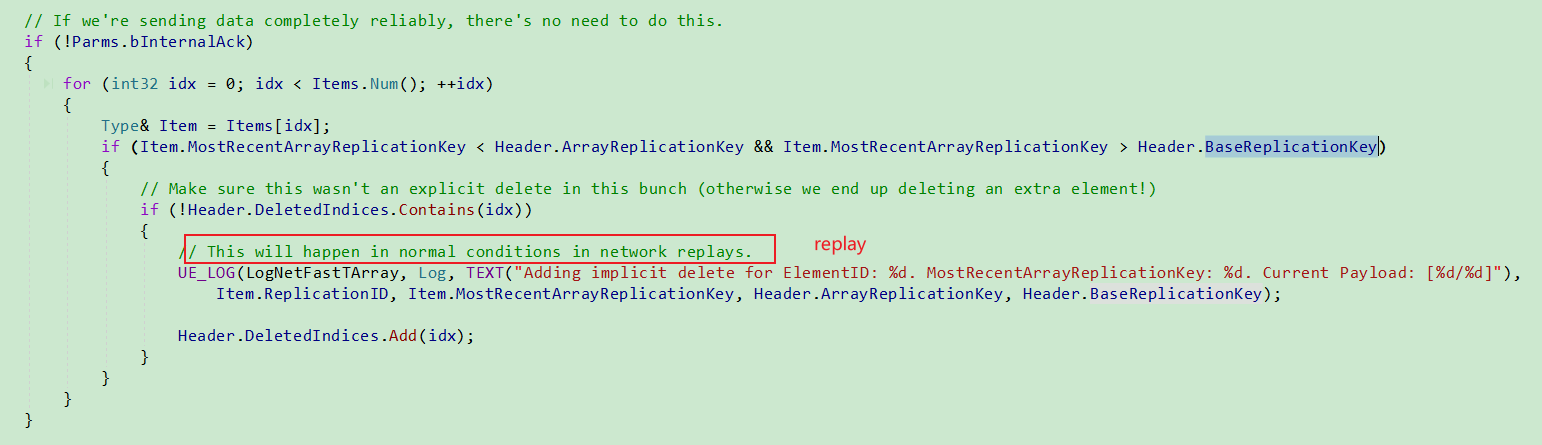 // If we're sending data completely reliably, there's no need to do this.
if (!Parms.bInternalAck)
{
for (int32 idx = 0; idx < Items.Num(); ++idx)
{
Type& Item = Items[idx];
if (Item.MostRecentArrayReplicationKey < Header.ArrayReplicationKey && Item.MostRecentArrayReplicationKey > Header.BaseReplicationKey)
{
// Make sure this wasn't an explicit delete in this bunch (otherwise we end up deleting an extra element!)
if (!Header.DeletedIndices.Contains(idx))
{
// This will happen in normal conditions in network replays.
replay
UE_LOG(LogNetFastTArray, Log, TEXT("Adding implicit delete for ElementID: %d. MostRecentArrayReplicationKey: %d. Current Payload: [%d/%d]"),
Item.ReplicationID, Item.MostRecentArrayReplicationKey, Header.ArrayReplicationKey, Header.BaseReplicationKey);
Header.DeletedIndices.Add(idx);
}
}
}
}